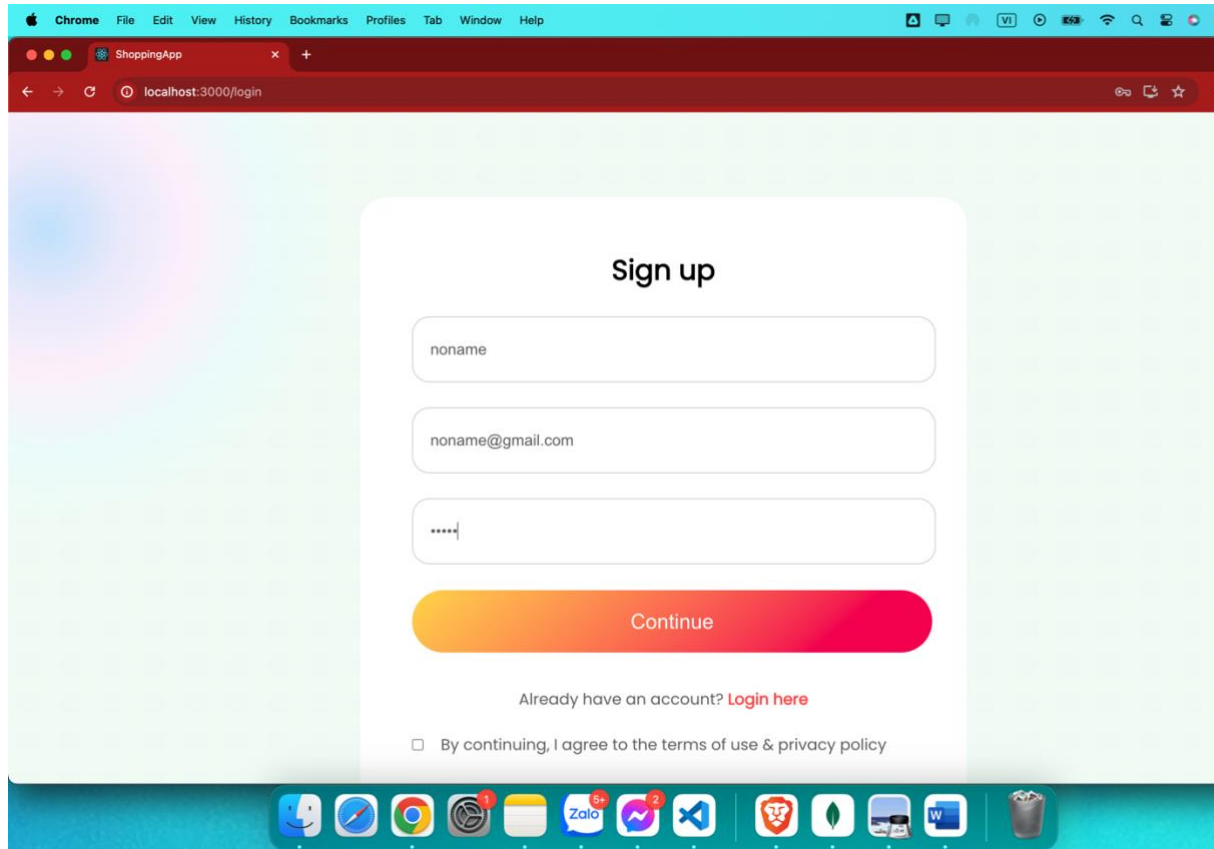 Chrome File Edit View History Bookmarks Profiles Tab Window Help VI
ShoppingApp
localhost:3000/login
Sign up
noname
noname@gmail.com
•••••
Continue
Already have an account? Login here
By continuing, I agree to the terms of use & privacy policy
1 5+ 2
Zalo W